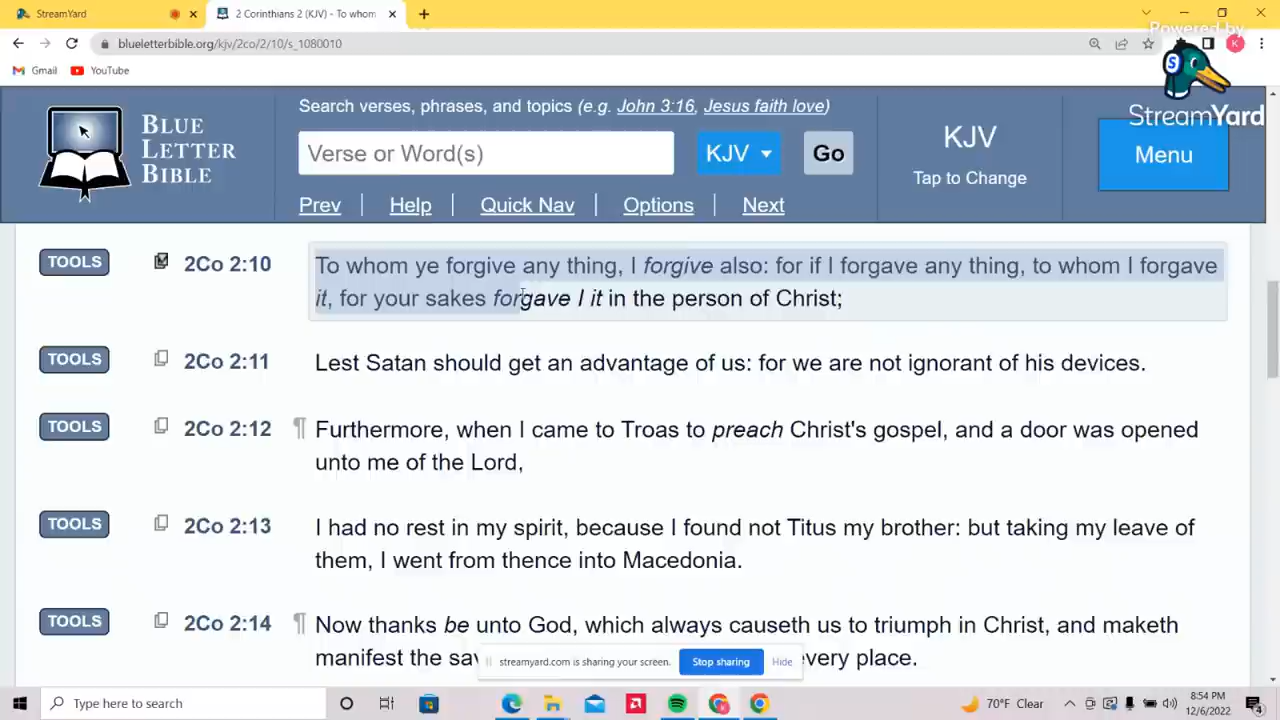 StreamYard
2 Corinthians 2 (KJV) - To whom
blueletterbible.org/kjv/2co/2/10/s_1080010
Powered by
StreamYard
Gmail
YouTube
BLUE
LETTER
BIBLE
Search verses, phrases, and topics (e.g. John 3:16, Jesus faith love)
Verse or Word(s)
KJV
Go
Prev
Help
Quick Nav
Options
Next
KJV
Tap to Change
Menu
TOOLS
2Co 2:10
To whom ye forgive any thing, I forgive also: for if I forgave any thing, to whom I forgave
it, for your sakes forgave I it in the person of Christ;
TOOLS
2Co 2:11
Lest Satan should get an advantage of us: for we are not ignorant of his devices.
TOOLS
2Co 2:12
¶ Furthermore, when I came to Troas to preach Christ's gospel, and a door was opened
unto me of the Lord,
TOOLS
2Co 2:13
I had no rest in my spirit, because I found not Titus my brother: but taking my leave of
them, I went from thence into Macedonia.
TOOLS
2Co 2:14
¶ Now thanks be unto God, which always causeth us to triumph in Christ, and maketh
manifest the every place.
streamyard.com is sharing your screen.
Stop sharing
Hide
Type here to search
70°F Clear
8:54 PM
12/6/2022
4